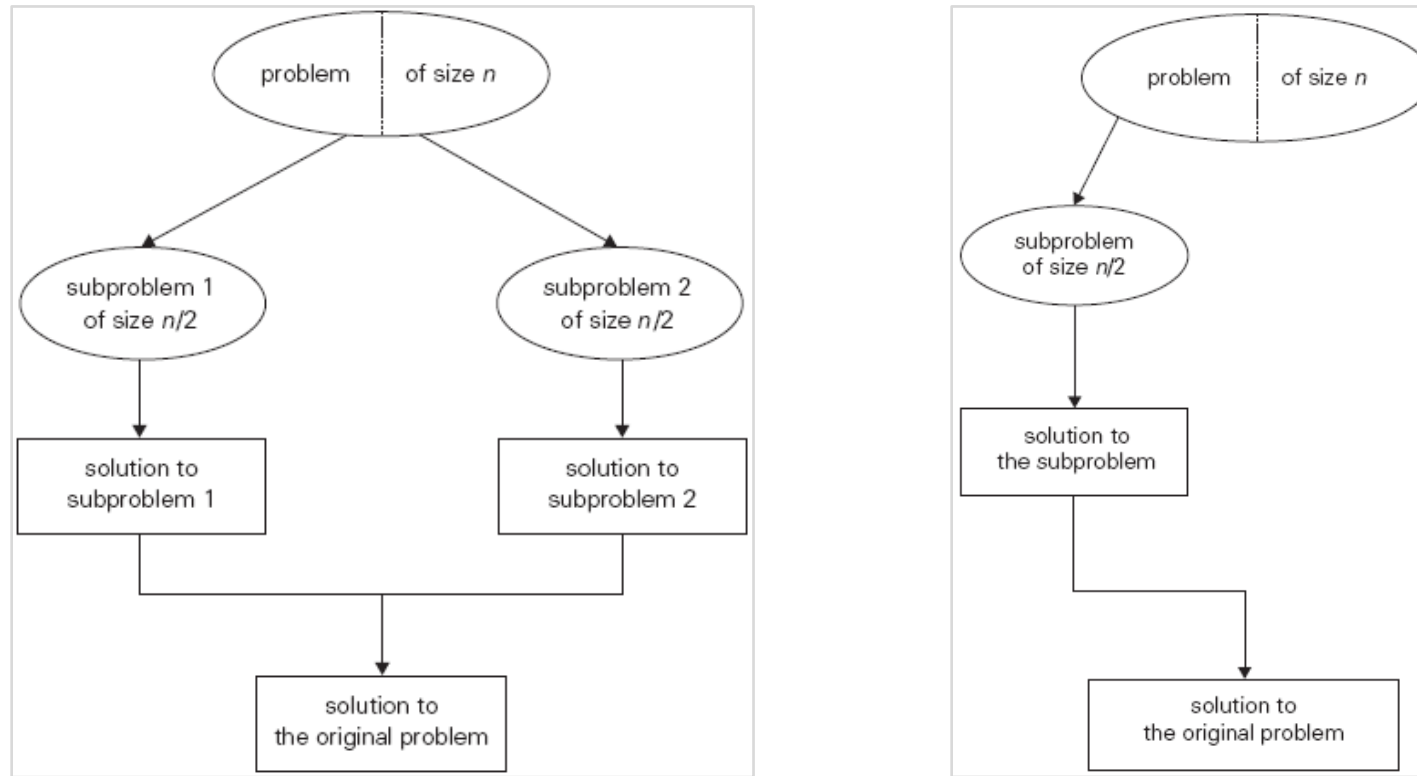 problem of size n
subproblem 1
of size n/2
subproblem 2
of size n/2
solution to
subproblem 1
solution to
subproblem 2
solution to
the original problem
problem of size n
subproblem
of size n/2
solution to
the subproblem
solution to
the original problem